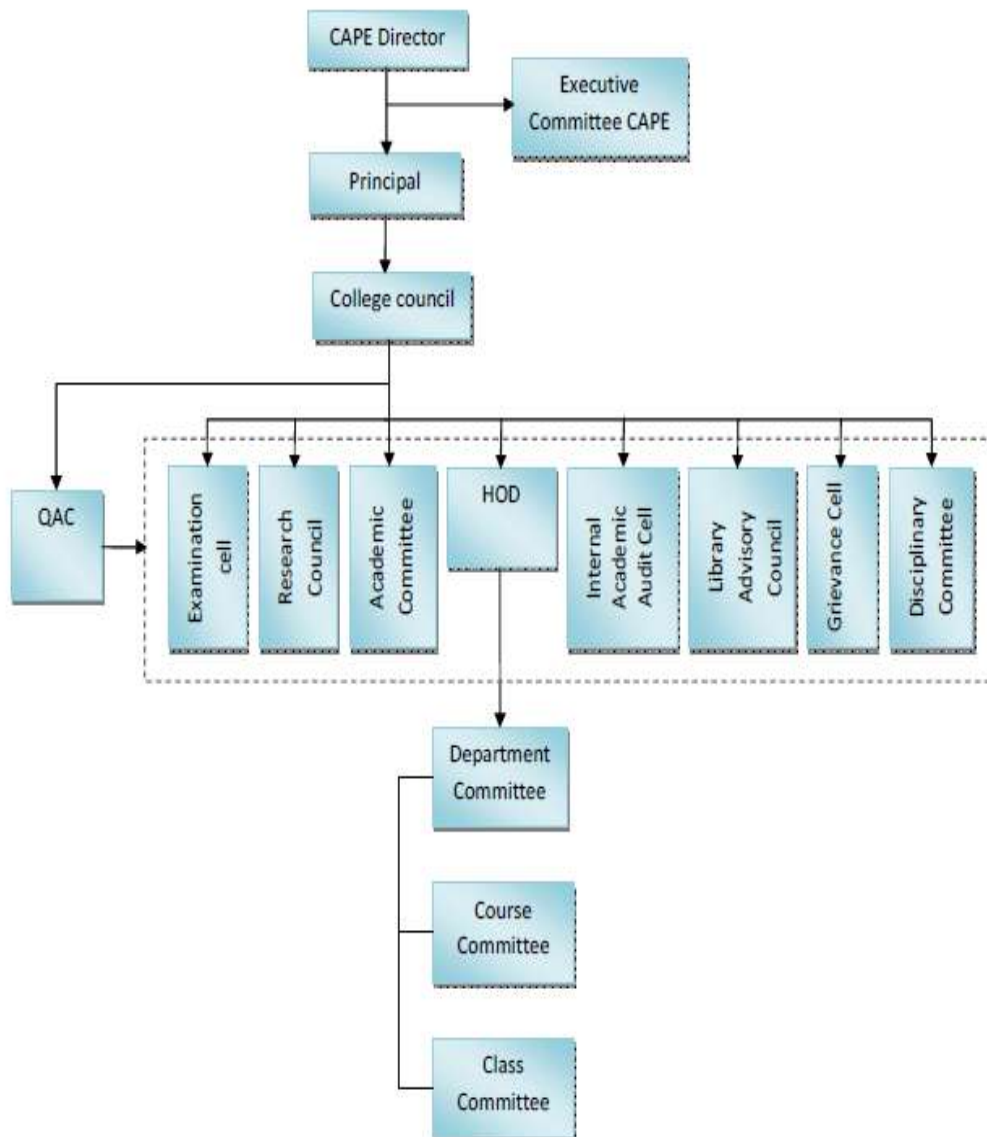 CAPE Director
Executive
Committee CAPE
Principal
College council
QAC
Examination
cell
Research
Council
Academic
Committee
HOD
Internal
Academic
Audit Cell
Library
Advisory
Council
Grievance Cell
Disciplinary
Committee
Department
Committee
Course
Committee
Class
Committee